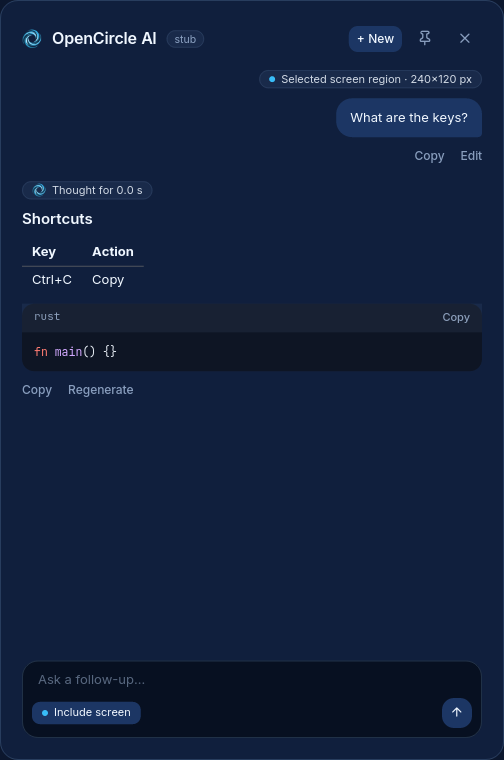 OpenCircle AI stub + New
Selected screen region · 240×120 px
What are the keys?
Copy Edit
Thought for 0.0 s
Shortcuts
Key Action
Ctrl+C Copy
rust Copy
fn main() {}
Copy Regenerate
Ask a follow-up...
Include screen